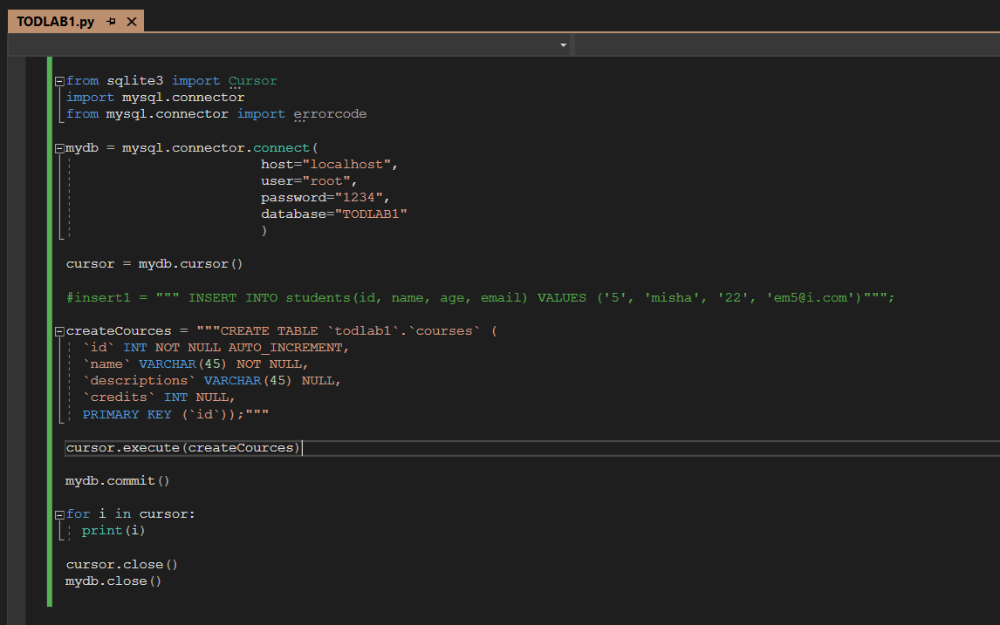 TODLAB1.py
from sqlite3 import Cursor
import mysql.connector
from mysql.connector import errorcode
mydb = mysql.connector.connect(
host="localhost",
user="root",
password="1234",
database="TODLAB1"
)
cursor = mydb.cursor()
#insert1 = """ INSERT INTO students(id, name, age, email) VALUES ('5', 'misha', '22', 'em5@i.com')""";
createCources = """CREATE TABLE `todlab1`.`courses` (
`id` INT NOT NULL AUTO_INCREMENT,
`name` VARCHAR(45) NOT NULL,
`descriptions` VARCHAR(45) NULL,
`credits` INT NULL,
PRIMARY KEY (`id`));"""
cursor.execute(createCources)
mydb.commit()
for i in cursor:
print(i)
cursor.close()
mydb.close()